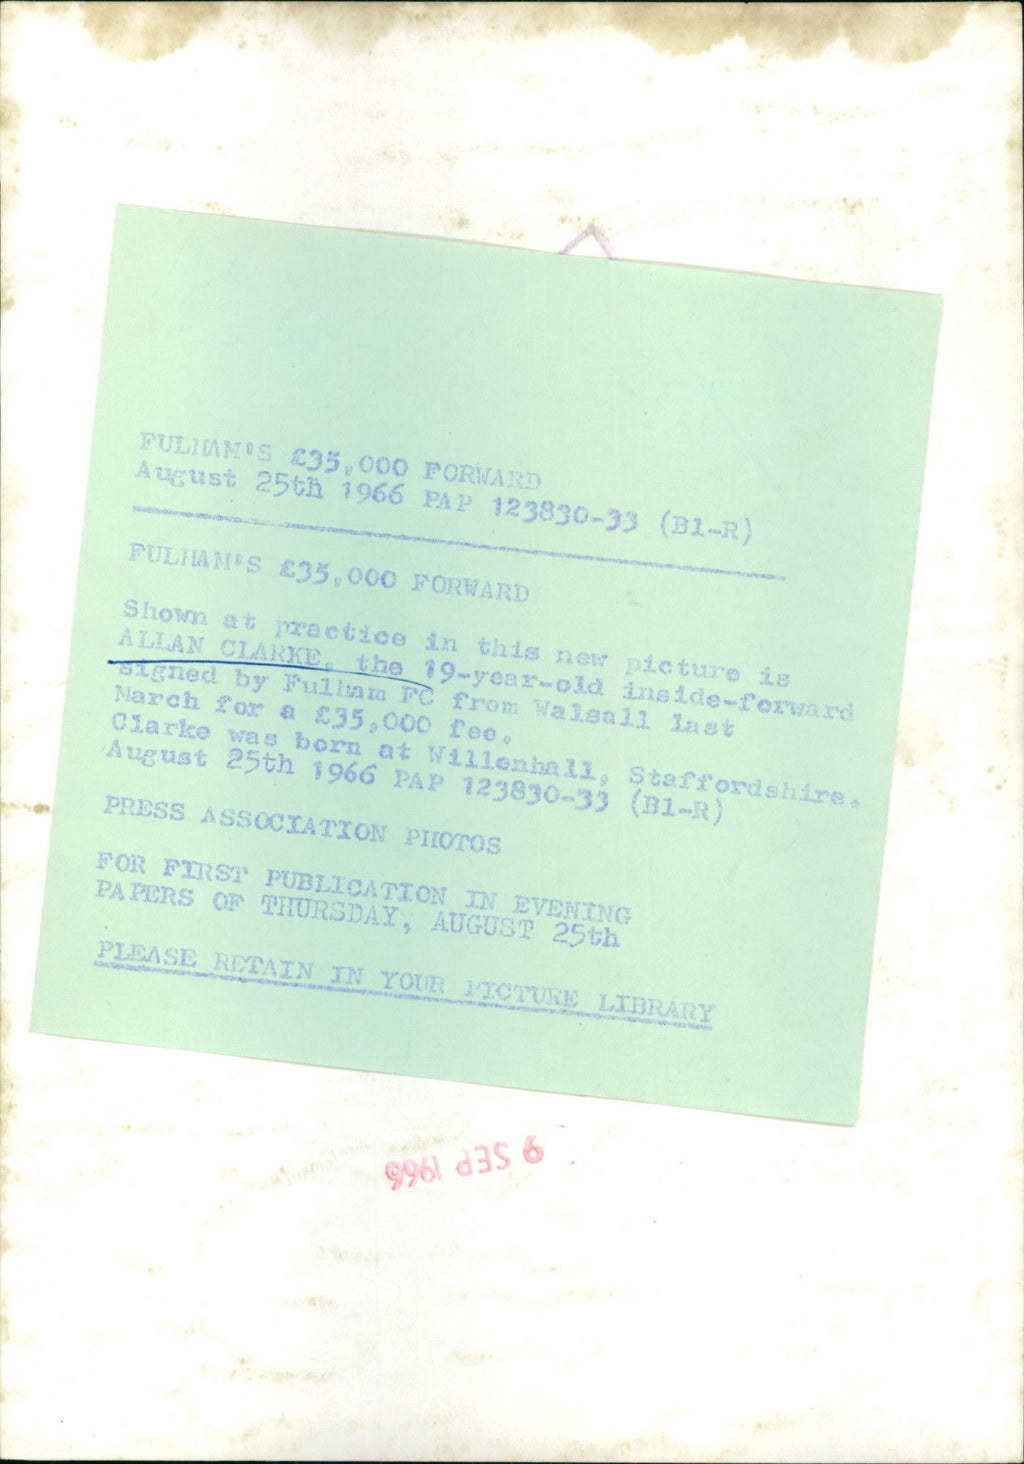 FULHAM'S £35,000 FORWARD
August 25th 1966 PAP 123830-33 (B1-R)
FULHAM'S £35,000 FORWARD
Shown at practice in this new picture is
ALLAN CLARKE, the 19-year-old inside-forward
signed by Fulham FC from Walsall last
March for a £35,000 fee.
Clarke was born at Willenhall, Staffordshire.
August 25th 1966 PAP 123830-33 (B1-R)
PRESS ASSOCIATION PHOTOS
FOR FIRST PUBLICATION IN EVENING
PAPERS OF THURSDAY, AUGUST 25th
PLEASE RETAIN IN YOUR PICTURE LIBRARY
9 SEP 1966